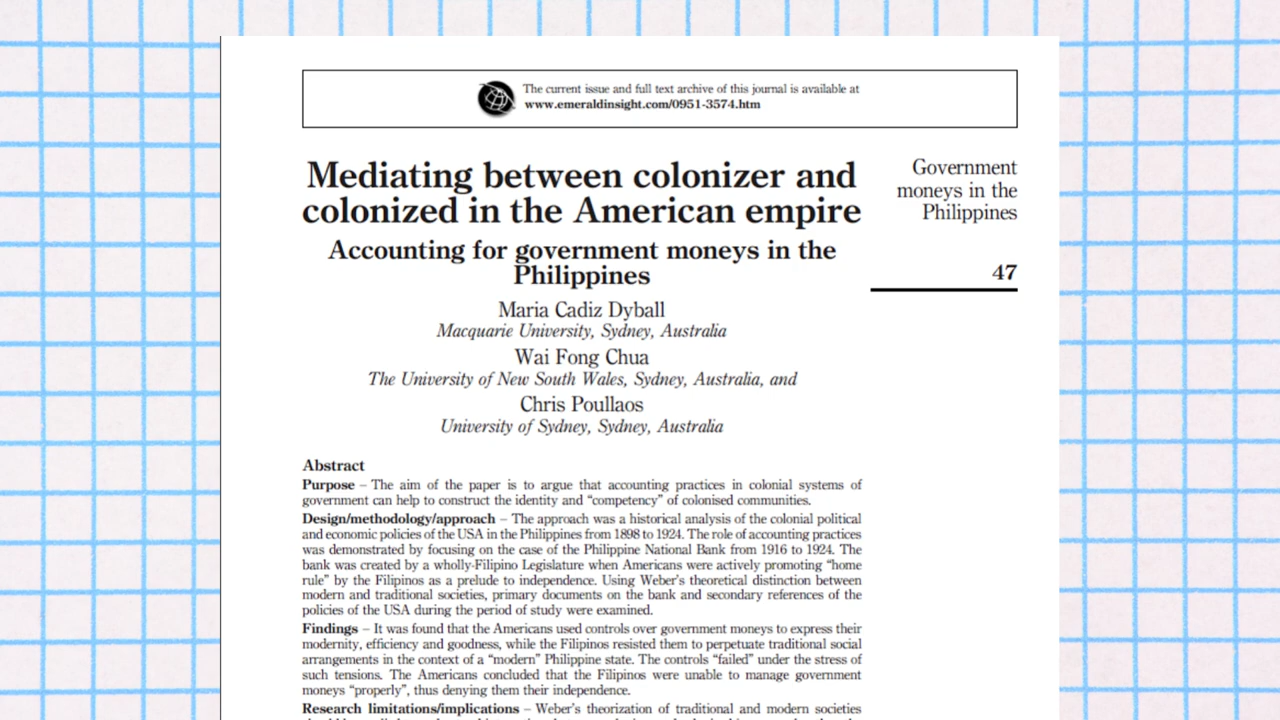 The current issue and full text archive of this journal is available at
www.emeraldinsight.com/0951-3574.htm
Mediating between colonizer and
colonized in the American empire
Accounting for government moneys in the
Philippines
Maria Cadiz Dyball
Macquarie University, Sydney, Australia
Wai Fong Chua
The University of New South Wales, Sydney, Australia, and
Chris Poullaos
University of Sydney, Sydney, Australia
Government
moneys in the
Philippines
47
Abstract
Purpose – The aim of the paper is to argue that accounting practices in colonial systems of
government can help to construct the identity and “competency” of colonised communities.
Design/methodology/approach – The approach was a historical analysis of the colonial political
and economic policies of the USA in the Philippines from 1898 to 1924. The role of accounting practices
was demonstrated by focusing on the case of the Philippine National Bank from 1916 to 1924. The
bank was created by a wholly-Filipino Legislature when Americans were actively promoting “home
rule” by the Filipinos as a prelude to independence. Using Weber's theoretical distinction between
modern and traditional societies, primary documents on the bank and secondary references of the
policies of the USA during the period of study were examined.
Findings – It was found that the Americans used controls over government moneys to express their
modernity, efficiency and goodness, while the Filipinos resisted them to perpetuate traditional social
arrangements in the context of a “modern” Philippine state. The controls “failed” under the stress of
such tensions. The Americans concluded that the Filipinos were unable to manage government
moneys “properly”, thus denying them their independence.
Research limitations/implications – Weber's theorization of traditional and modern societies